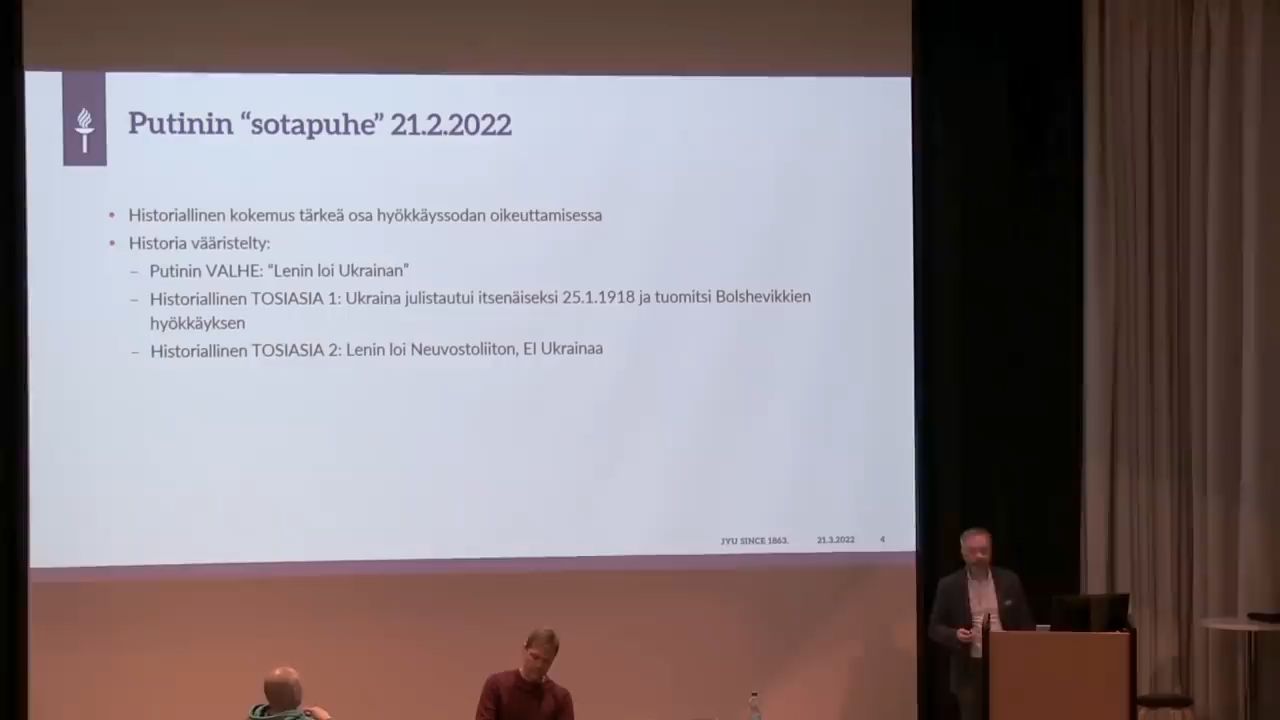 Putinin “sotapuhe” 21.2.2022
• Historiallinen kokemus tärkeä osa hyökkäyssodan oikeuttamisessa
• Historia vääristelty:
– Putinin VALHE: “Lenin loi Ukrainan”
– Historiallinen TOSIASIA 1: Ukraina julistautui itsenäiseksi 25.1.1918 ja tuomitsi Bolshevikkien
hyökkäyksen
– Historiallinen TOSIASIA 2: Lenin loi Neuvostoliiton, EI Ukrainaa
JYU SINCE 1863. 21.3.2022 4